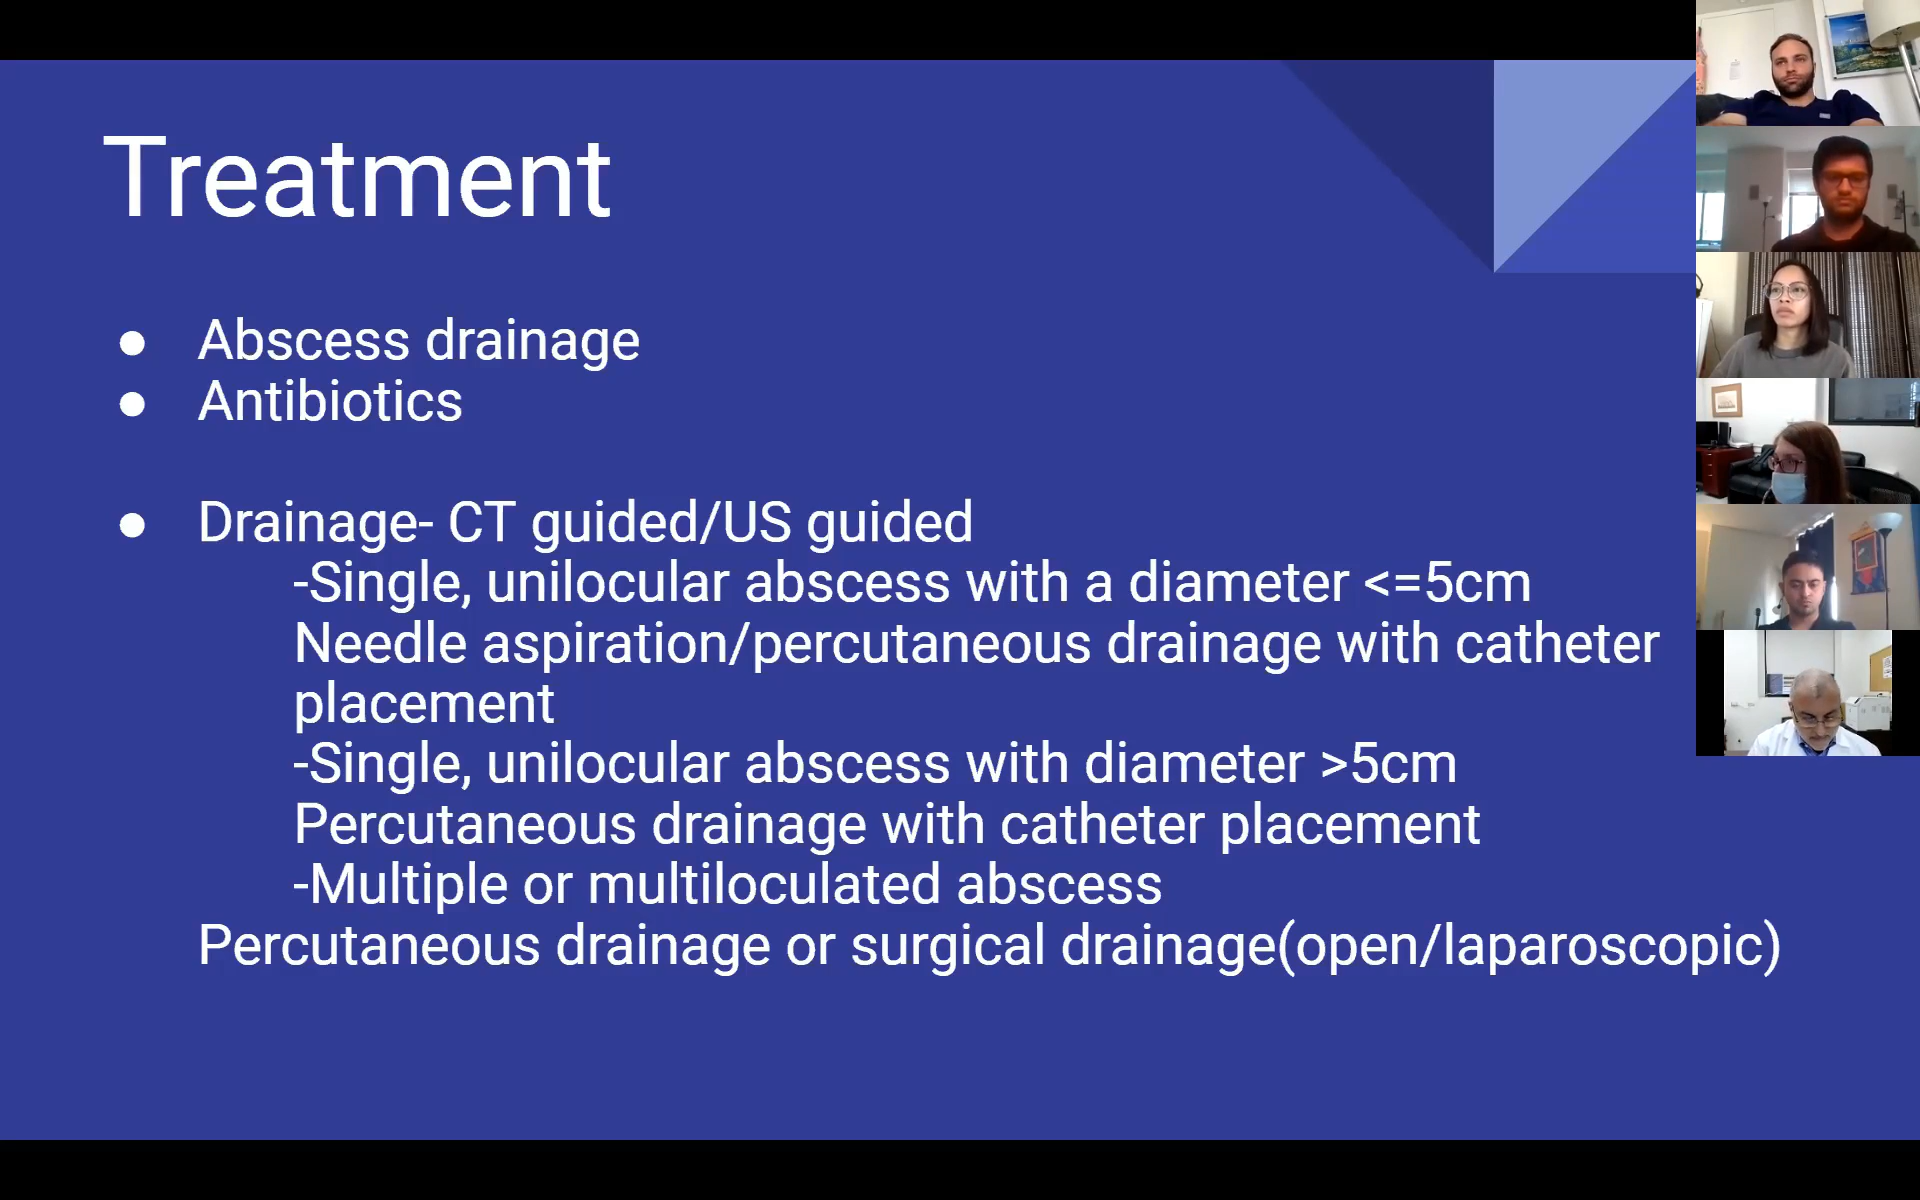 Treatment
● Abscess drainage
● Antibiotics
● Drainage- CT guided/US guided
-Single, unilocular abscess with a diameter <=5cm
Needle aspiration/percutaneous drainage with catheter
placement
-Single, unilocular abscess with diameter >5cm
Percutaneous drainage with catheter placement
-Multiple or multiloculated abscess
Percutaneous drainage or surgical drainage(open/laparoscopic)